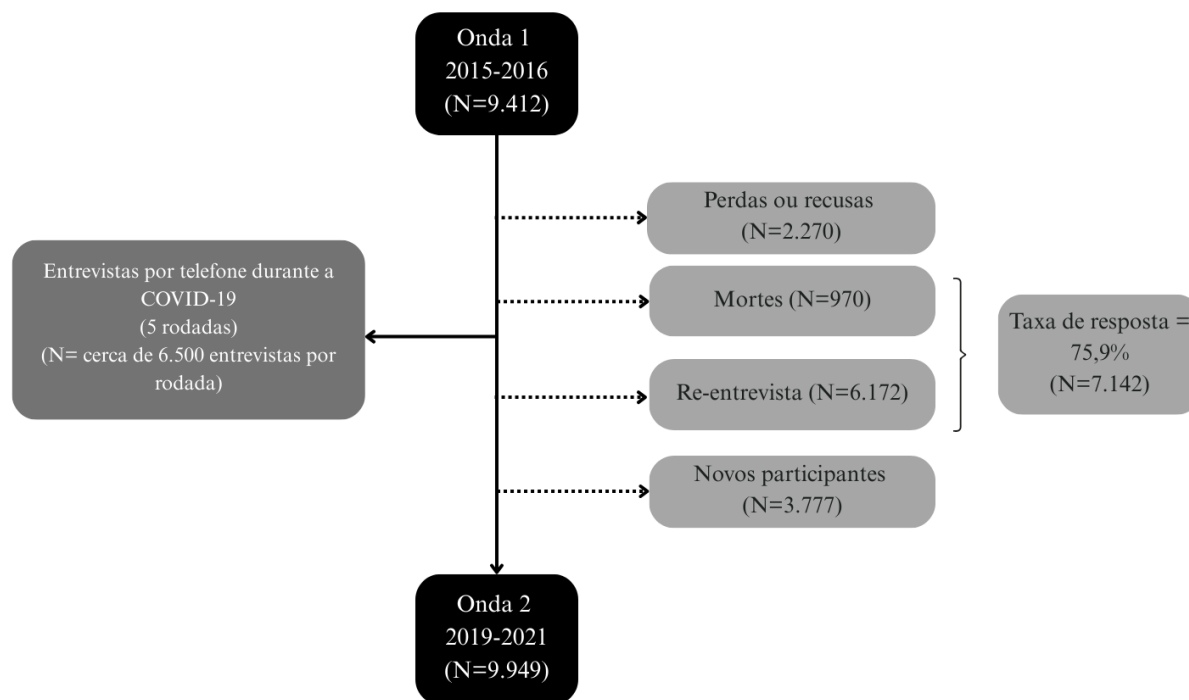 Onda 1
2015-2016
(N=9.412)
Perdas ou recusas
(N=2.270)
Entrevistas por telefone durante a
COVID-19
(5 rodadas)
(N= cerca de 6.500 entrevistas por
rodada)
Mortes (N=970)
Re-entrevista (N=6.172)
Taxa de resposta =
75,9%
(N=7.142)
Novos participantes
(N=3.777)
Onda 2
2019-2021
(N=9.949)